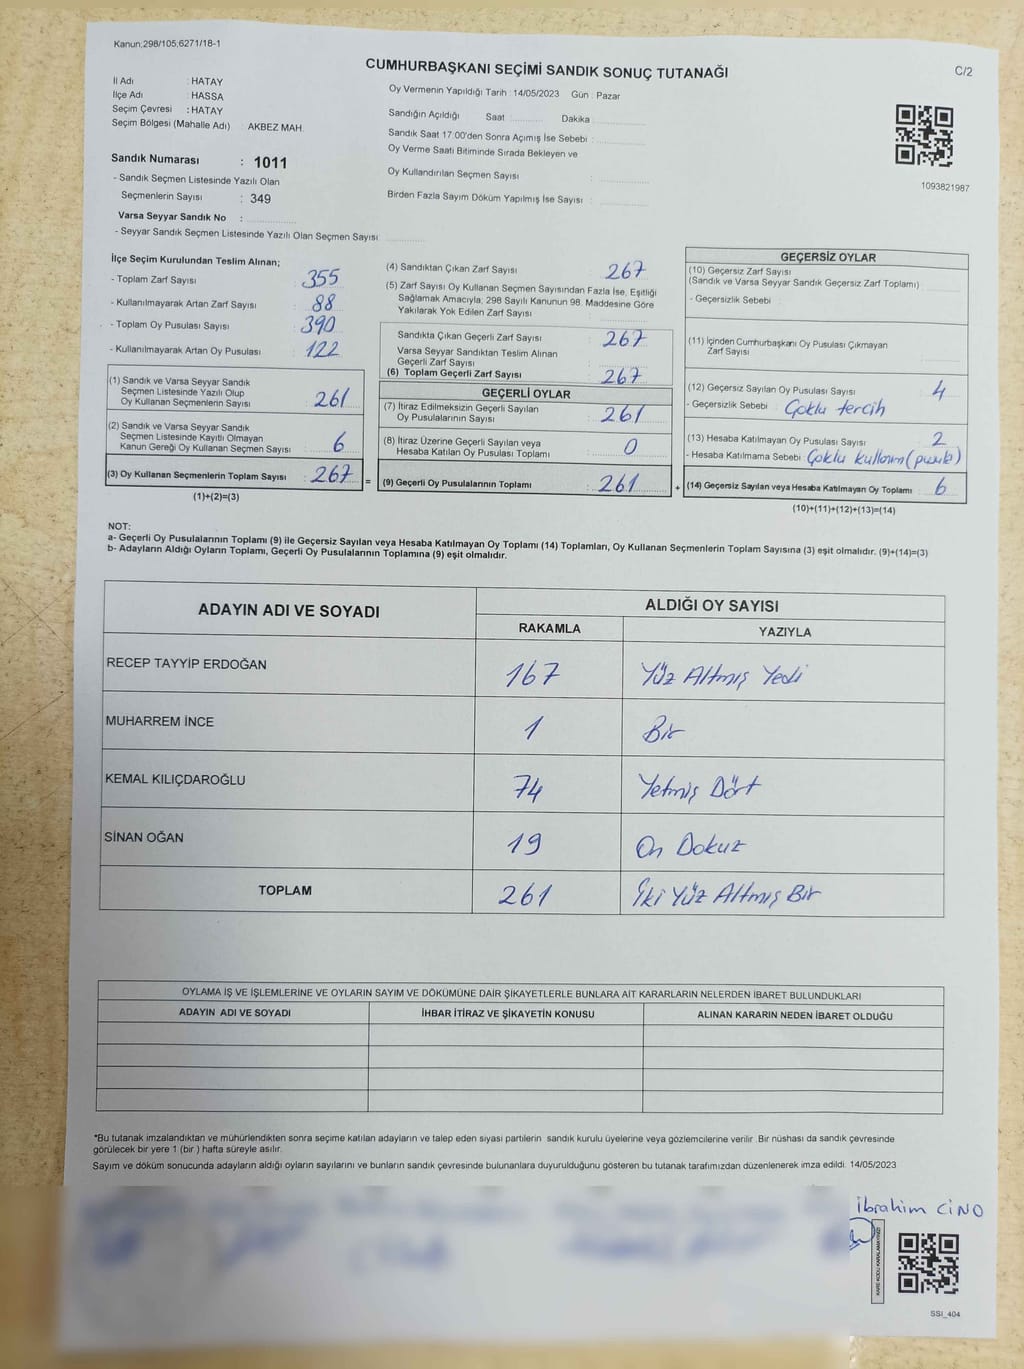 Kanun;298/105;6271/18-1
CUMHURBAŞKANI SEÇİMİ SANDIK SONUÇ TUTANAĞI
C/2
İl Adı : HATAY
İlçe Adı : HASSA
Seçim Çevresi : HATAY
Seçim Bölgesi (Mahalle Adı) : AKBEZ MAH.
Sandık Numarası : 1011
- Sandık Seçmen Listesinde Yazılı Olan
Seçmenlerin Sayısı : 349
Varsa Seyyar Sandık No :
- Seyyar Sandık Seçmen Listesinde Yazılı Olan Seçmen Sayısı
Oy Vermenin Yapıldığı Tarih : 14/05/2023 Gün : Pazar
Sandığın Açıldığı Saat Dakika
Sandık Saat 17:00'den Sonra Açımış İse Sebebi :
Oy Verme Saati Bitiminde Sırada Bekleyen ve
Oy Kullandırılan Seçmen Sayısı :
Birden Fazla Sayım Döküm Yapılmış İse Sayısı :
1093821987
İlçe Seçim Kurulundan Teslim Alınan;
- Toplam Zarf Sayısı : 355
- Kullanılmayarak Artan Zarf Sayısı : 88
- Toplam Oy Pusulası Sayısı : 390
- Kullanılmayarak Artan Oy Pusulası : 122
(1) Sandık ve Varsa Seyyar Sandık
Seçmen Listesinde Yazılı Olup
Oy Kullanan Seçmenlerin Sayısı : 261
(2) Sandık ve Varsa Seyyar Sandık
Seçmen Listesinde Kayıtlı Olmayan
Kanun Gereği Oy Kullanan Seçmen Sayısı : 6
(3) Oy Kullanan Seçmenlerin Toplam Sayısı : 267
(1)+(2)=(3)
(4) Sandıktan Çıkan Zarf Sayısı : 267
(5) Zarf Sayısı Oy Kullanan Seçmen Sayısından Fazla İse, Eşitliği
Sağlamak Amacıyla, 298 Sayılı Kanunun 98. Maddesine Göre
Yakılarak Yok Edilen Zarf Sayısı :
Sandıkta Çıkan Geçerli Zarf Sayısı : 267
Varsa Seyyar Sandıktan Teslim Alınan
Geçerli Zarf Sayısı :
(6) Toplam Geçerli Zarf Sayısı : 267
GEÇERLİ OYLAR
(7) İtiraz Edilmeksizin Geçerli Sayılan
Oy Pusulalarının Sayısı : 261
(8) İtiraz Üzerine Geçerli Sayılan veya
Hesaba Katılan Oy Pusulası Toplamı : 0
=
(9) Geçerli Oy Pusulalarının Toplamı : 261
+
GEÇERSİZ OYLAR
(10) Geçersiz Zarf Sayısı
(Sandık ve Varsa Seyyar Sandık Geçersiz Zarf Toplamı)
- Geçersizlik Sebebi :
(11) İçinden Cumhurbaşkanı Oy Pusulası Çıkmayan
Zarf Sayısı
(12) Geçersiz Sayılan Oy Pusulası Sayısı : 4
- Geçersizlik Sebebi : Çoklu tercih
(13) Hesaba Katılmayan Oy Pusulası Sayısı : 2
- Hesaba Katılmama Sebebi : Çoklu
(14) Geçersiz Sayılan veya Hesaba Katılmayan Oy Toplamı : 6
(10)+(11)+(12)+(13)=(14)
NOT:
a- Geçerli Oy Pusulalarının Toplamı (9) ile Geçersiz Sayılan veya Hesaba Katılmayan Oy Toplamı (14) Toplamları, Oy Kullanan Seçmenlerin Toplam Sayısına (3) eşit olmalıdır. (9)+(14)=(3)
b- Adayların Aldığı Oyların Toplamı, Geçerli Oy Pusulalarının Toplamına (9) eşit olmalıdır.
ADAYIN ADI VE SOYADI
ALDIĞI OY SAYISI
RAKAMLA
YAZIYLA
RECEP TAYYİP ERDOĞAN 167 Yüz Altmış Yedi
MUHARREM İNCE 1 Bir
KEMAL KILIÇDAROĞLU 74 Yetmiş Dört
SİNAN OĞAN 19 On Dokuz
TOPLAM 261 İki Yüz Altmış Bir
OYLAMA İŞ VE İŞLEMLERİNE VE OYLARIN SAYIM VE DÖKÜMÜNE DAİR ŞİKAYETLERLE BUNLARA AİT KARARLARIN NELERDEN İBARET BULUNDUKLARI
ADAYIN ADI VE SOYADI
İHBAR İTİRAZ VE ŞİKAYETİN KONUSU
ALINAN KARARIN NEDEN İBARET OLDUĞU
*Bu tutanak imzalandıktan ve mühürlendikten sonra seçime katılan adayların ve talep eden siyasi partilerin sandık kurulu üyelerine veya gözlemcilerine verilir. Bir nüshası da sandık çevresinde
görülecek bir yere 1 (bir) hafta süreyle asılır.
Sayım ve döküm sonucunda adayların aldığı oyların sayılarını ve bunların sandık çevresinde bulunanlara duyurulduğunu gösteren bu tutanak tarafımızdan düzenlenerek imza edildi. 14/05/2023
İbrahim CİNO
KARE KODU KARALAMAYINIZ!
SSI_404